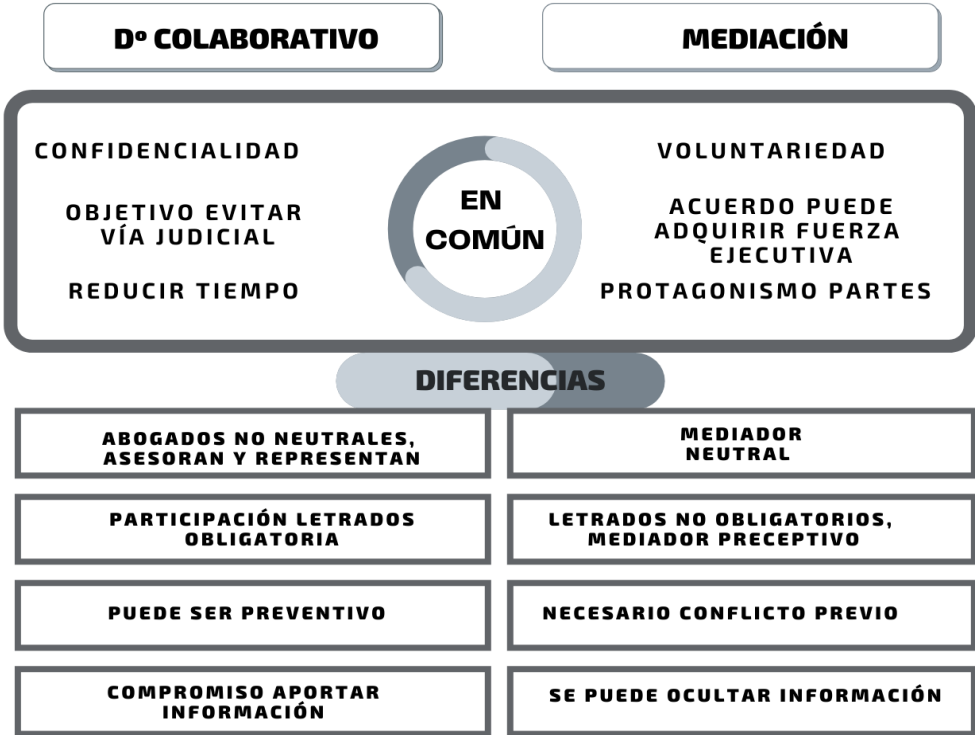 Dº COLABORATIVO
MEDIACIÓN
CONFIDENCIALIDAD
OBJETIVO EVITAR
VÍA JUDICIAL
REDUCIR TIEMPO
EN
COMÚN
VOLUNTARIEDAD
ACUERDO PUEDE
ADQUIRIR FUERZA
EJECUTIVA
PROTAGONISMO PARTES
DIFERENCIAS
ABOGADOS NO NEUTRALES,
ASESORAN Y REPRESENTAN
MEDIADOR
NEUTRAL
PARTICIPACIÓN LETRADOS
OBLIGATORIA
LETRADOS NO OBLIGATORIOS,
MEDIADOR PRECEPTIVO
PUEDE SER PREVENTIVO
NECESARIO CONFLICTO PREVIO
COMPROMISO APORTAR
INFORMACIÓN
SE PUEDE OCULTAR INFORMACIÓN